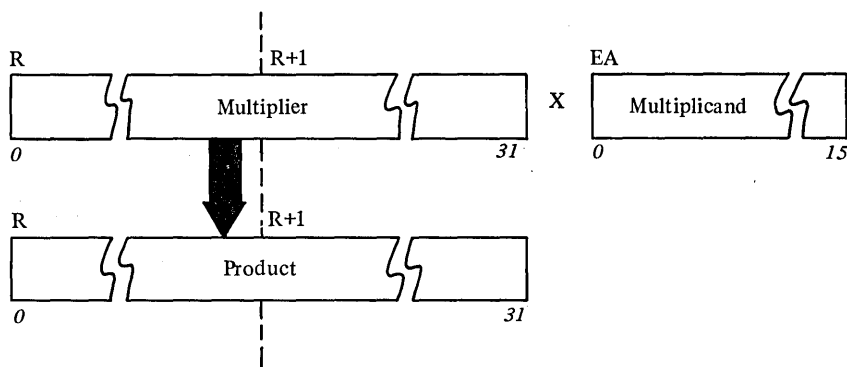 R R+1 EA
Multiplier X Multiplicand
0 31 0 15
R R+1
Product
0 31